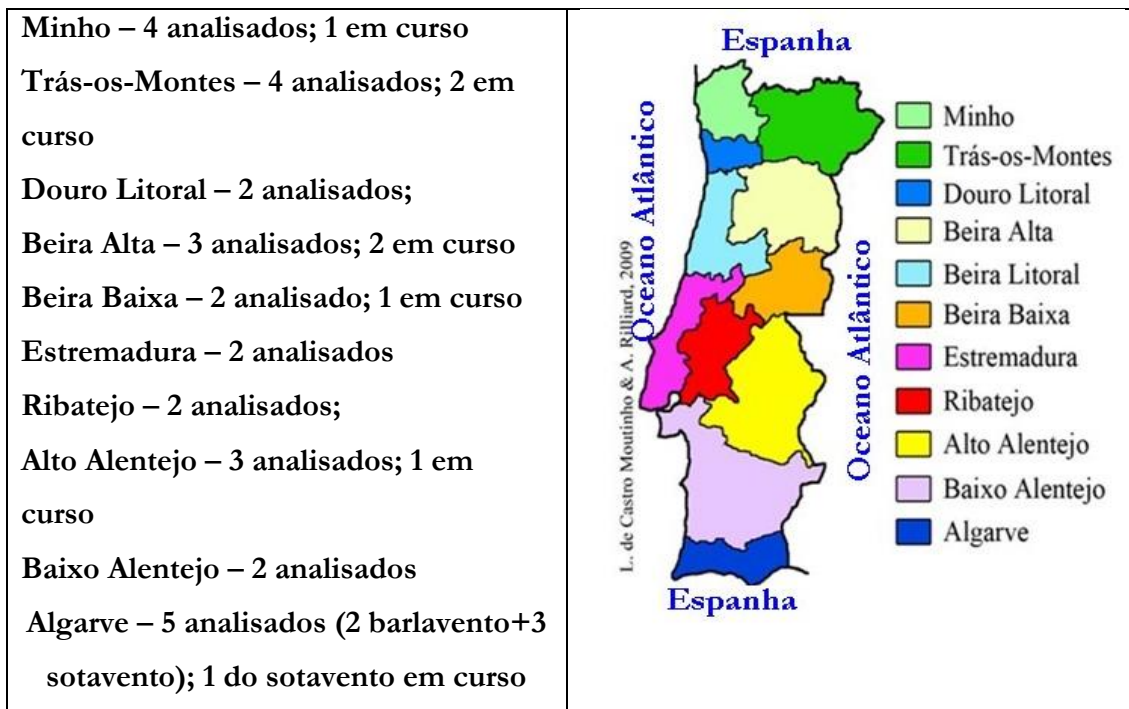 Minho – 4 analisados; 1 em curso
Trás-os-Montes – 4 analisados; 2 em
curso
Douro Litoral – 2 analisados;
Beira Alta – 3 analisados; 2 em curso
Beira Baixa – 2 analisado; 1 em curso
Estremadura – 2 analisados
Ribatejo – 2 analisados;
Alto Alentejo – 3 analisados; 1 em
curso
Baixo Alentejo – 2 analisados
Algarve – 5 analisados (2 barlavento+3
sotavento); 1 do sotavento em curso
Espanha
Oceano Atlântico
L. de Castro Moutinho & A. Rilliard, 2009
Oceano Atlântico
Espanha
Minho
Trás-os-Montes
Douro Litoral
Beira Alta
Beira Litoral
Beira Baixa
Estremadura
Ribatejo
Alto Alentejo
Baixo Alentejo
Algarve